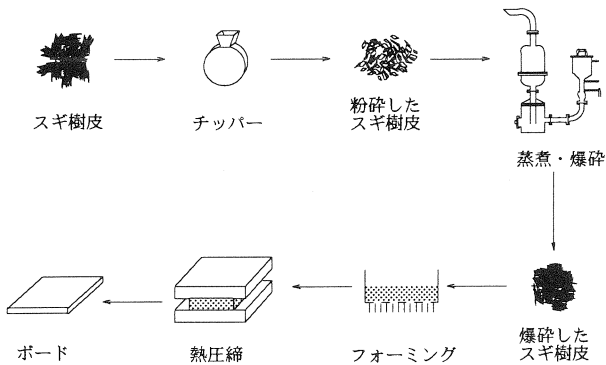 スギ樹皮
チッパー
粉砕した
スギ樹皮
蒸煮・爆砕
爆砕した
スギ樹皮
フォーミング
熱圧締
ボード